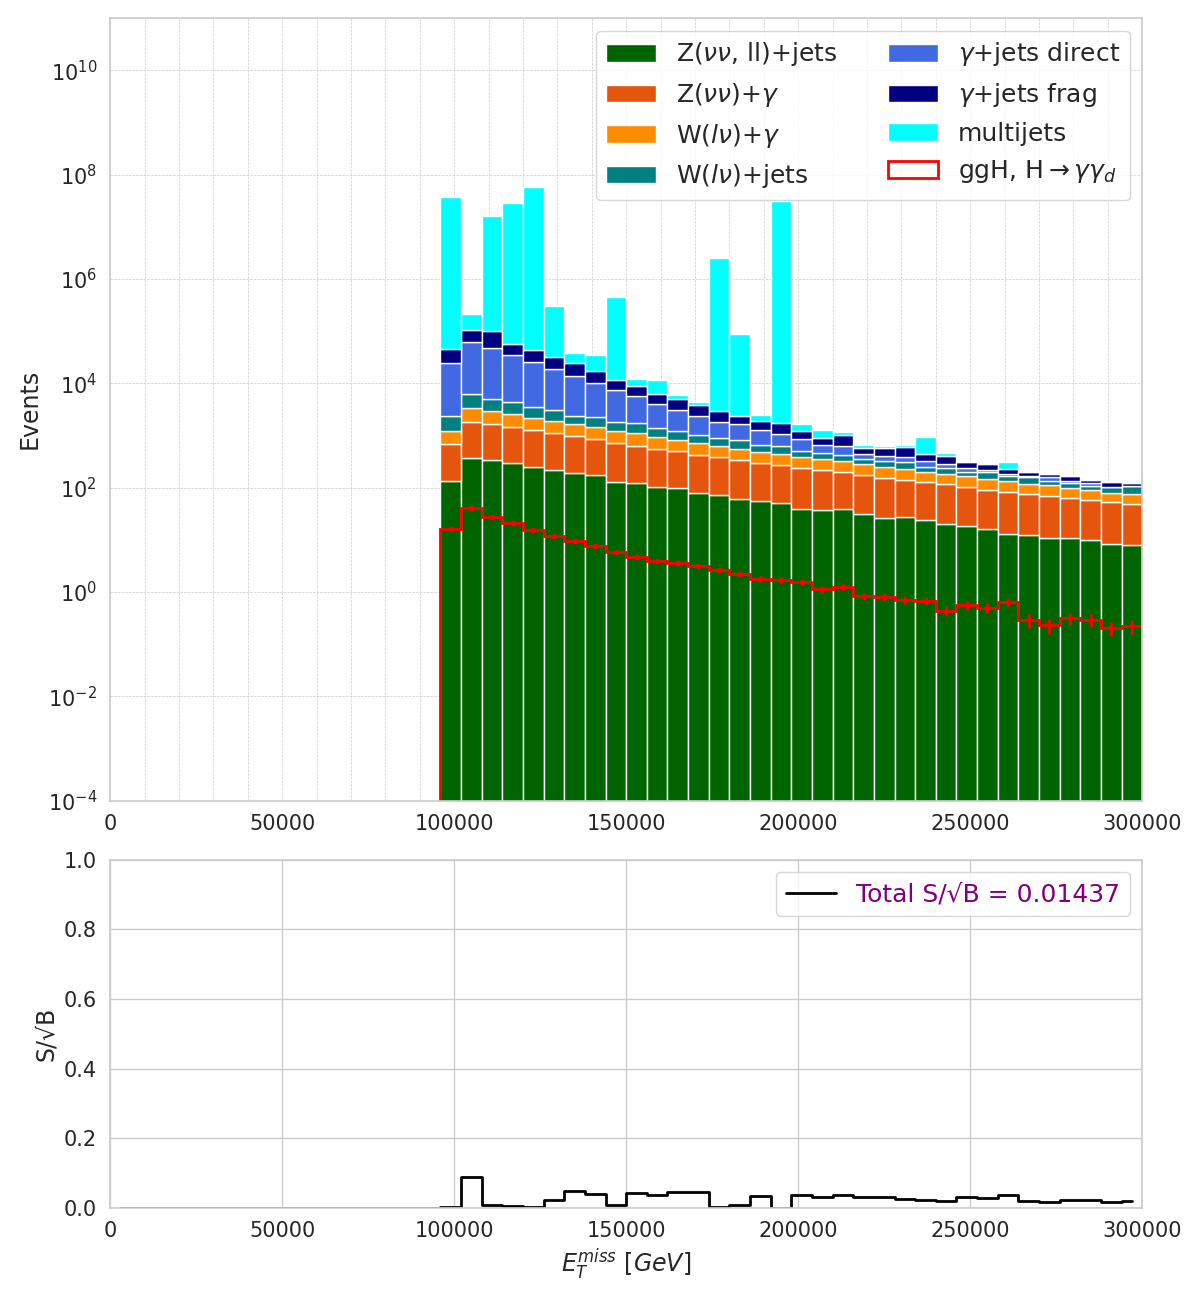 Z(νν, ll)+jets
Z(νν)+γ
W(lν)+γ
W(lν)+jets
γ+jets direct
γ+jets frag
multijets
ggH, H→γγ_d
Events
10^10
10^8
10^6
10^4
10^2
10^0
10^−2
10^−4
0 50000 100000 150000 200000 250000 300000
Total S/√B = 0.01437
S/√B
1.0
0.8
0.6
0.4
0.2
0.0
0 50000 100000 150000 200000 250000 300000
E_T^miss [GeV]